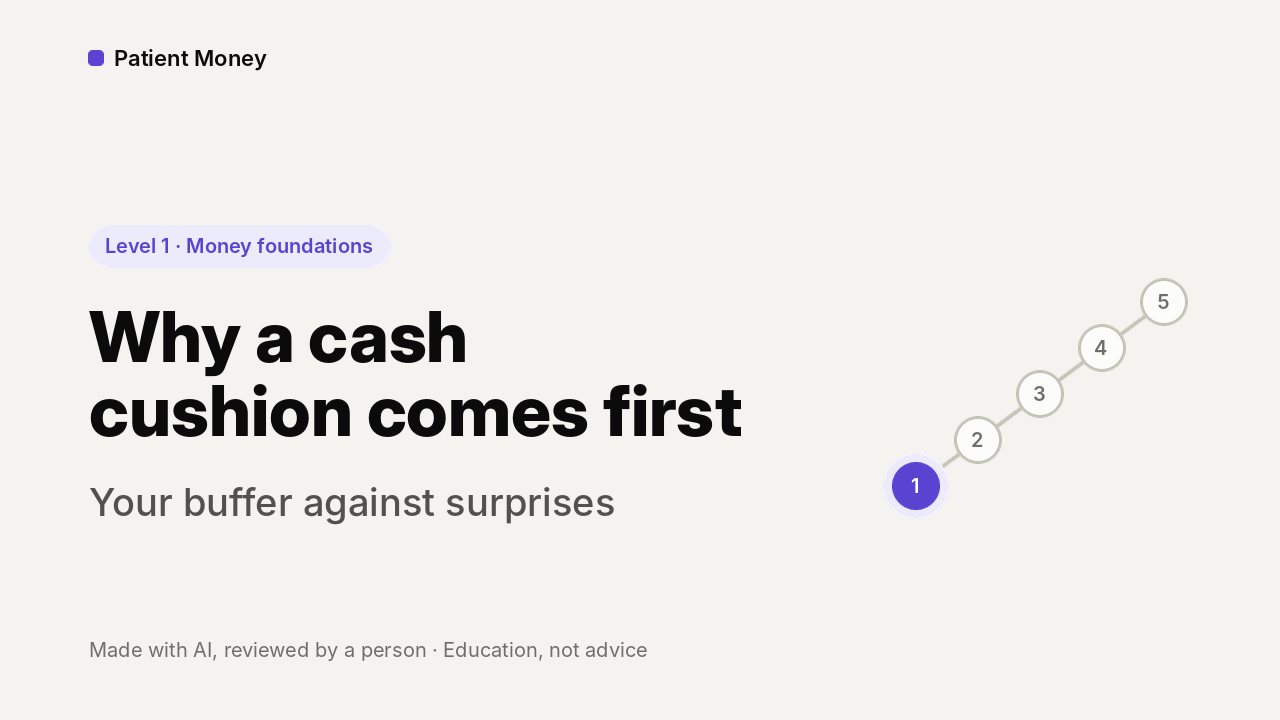 Patient Money
Level 1 · Money foundations
Why a cash
cushion comes first
Your buffer against surprises
5
4
3
2
1
Made with AI, reviewed by a person · Education, not advice